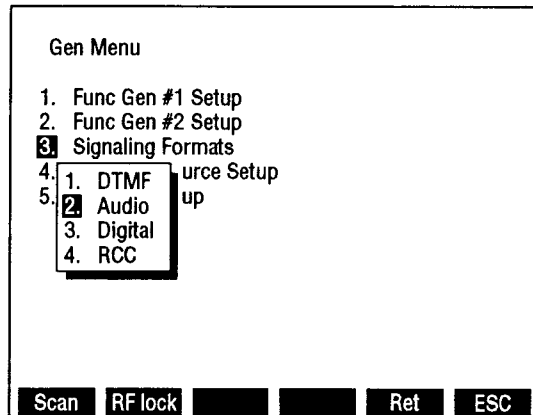 Gen Menu
1. Func Gen #1 Setup
2. Func Gen #2 Setup
3. Signaling Formats
4. urce Setup
5. up
1. DTMF
2. Audio
3. Digital
4. RCC
Scan RF lock Ret ESC